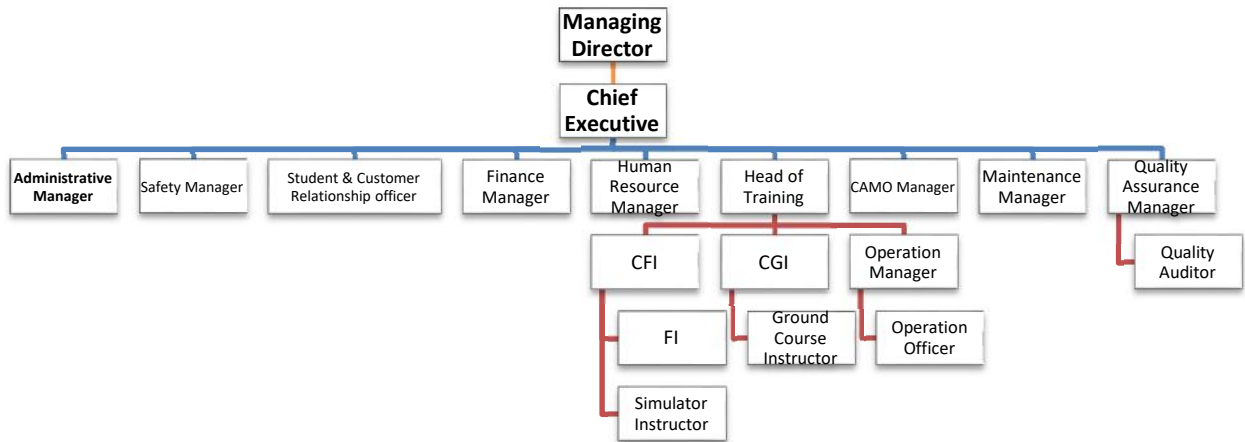 Managing
Director
Chief
Executive
Administrative
Manager
Safety Manager
Student & Customer
Relationship officer
Finance
Manager
Human
Resource
Manager
Head of
Training
CAMO Manager
Maintenance
Manager
Quality
Assurance
Manager
CFI
CGI
Operation
Manager
Quality
Auditor
FI
Ground
Course
Instructor
Operation
Officer
Simulator
Instructor